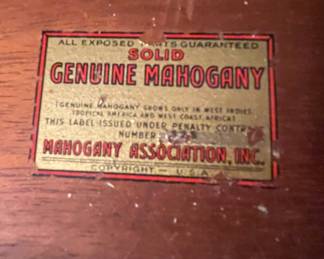 ALL EXPOSED PARTS GUARANTEED
SOLID
GENUINE MAHOGANY
(GENUINE MAHOGANY GROWS ONLY IN WEST INDIES,
TROPICAL AMERICA AND WEST COAST AFRICA)
THIS LABEL ISSUED UNDER PENALTY CONTRACT
NUMBER
MAHOGANY ASSOCIATION, INC.
COPYRIGHT — U.S.A.